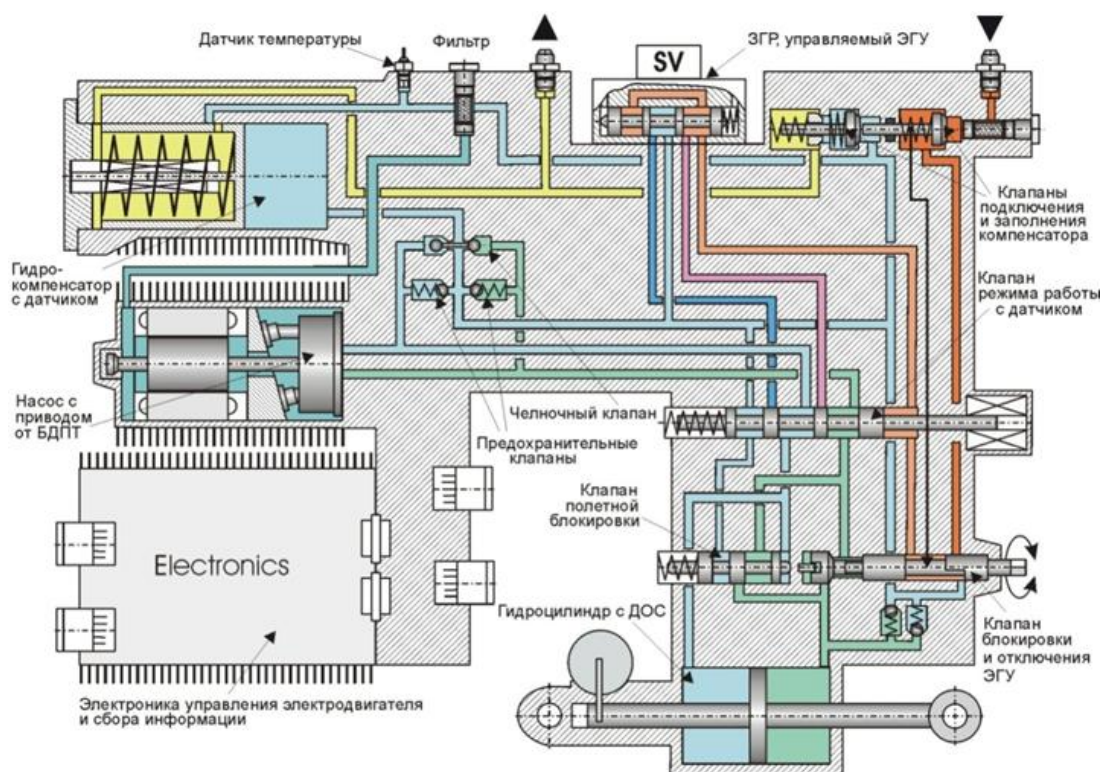 Датчик температуры
Фильтр
SV
ЗГР, управляемый ЭГУ
Клапаны
подключения
и заполнения
компенсатора
Гидро-
компенсатор
с датчиком
Клапан
режима работы
с датчиком
Насос с
приводом
от БДПТ
Челночный клапан
Предохранительные
клапаны
Клапан
полетной
блокировки
Electronics
Гидроцилиндр с ДОС
Клапан
блокировки
и отключения
ЭГУ
Электроника управления электродвигателя
и сбора информации